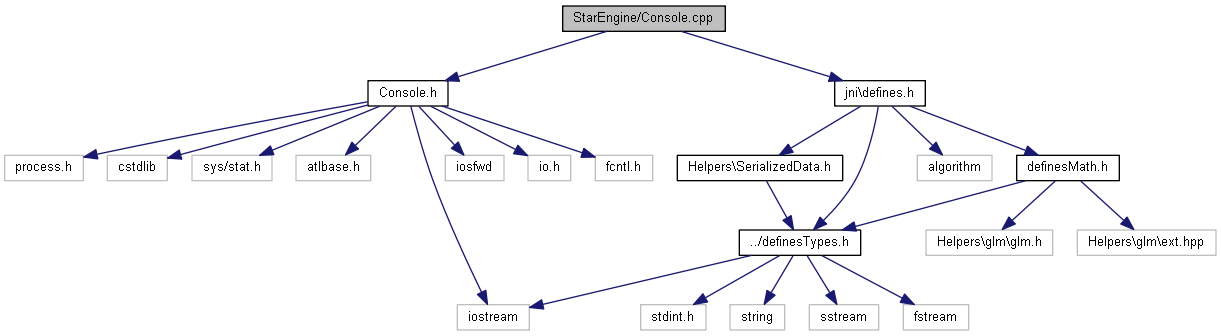 StarEngine/Console.cpp
Console.h
jni\defines.h
process.h
cstdlib
sys/stat.h
atlbase.h
iosfwd
io.h
fcntl.h
Helpers\SerializedData.h
algorithm
definesMath.h
../definesTypes.h
Helpers\glm\glm.h
Helpers\glm\ext.hpp
iostream
stdint.h
string
sstream
fstream